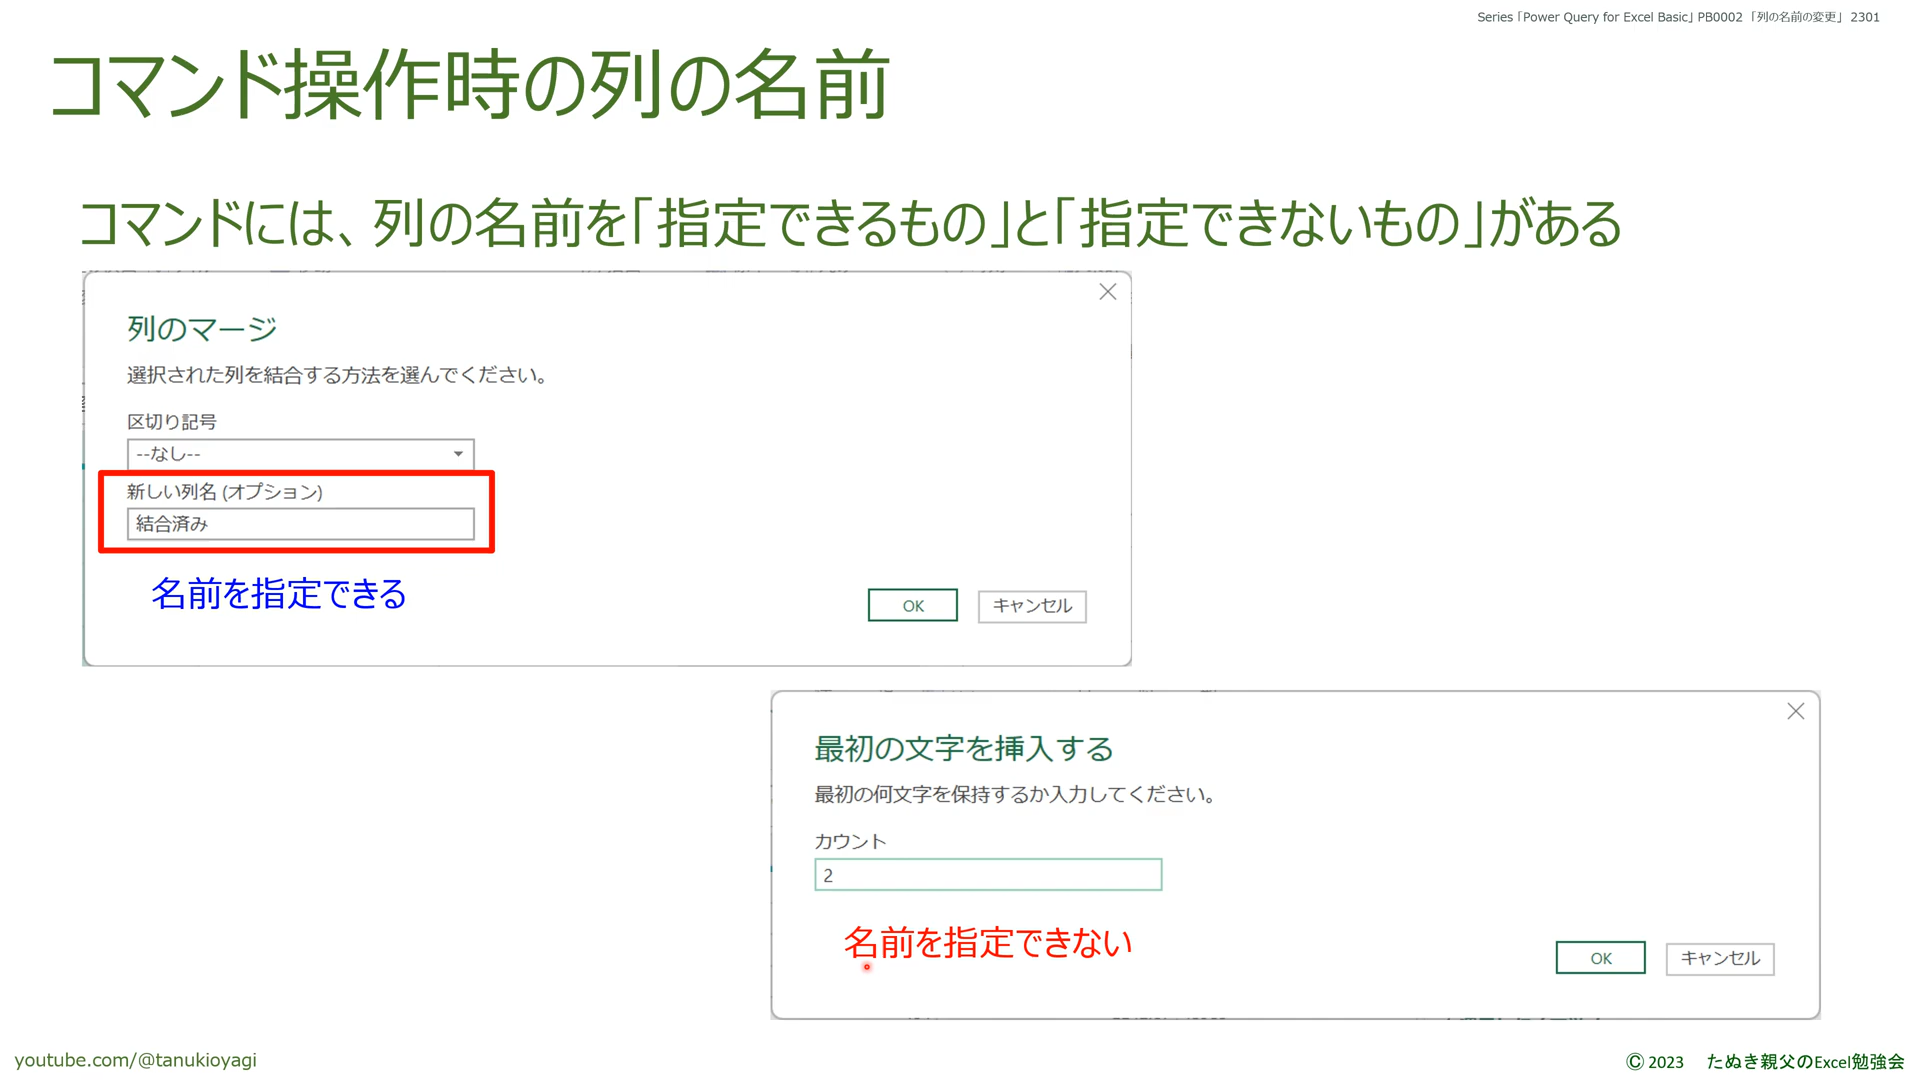 Series「Power Query for Excel Basic」PB0002「列の名前の変更」 2301
コマンド操作時の列の名前
コマンドには、列の名前を「指定できるもの」と「指定できないもの」がある
列のマージ
選択された列を結合する方法を選んでください。
区切り記号
--なし--
新しい列名 (オプション)
結合済み
名前を指定できる
OK キャンセル
最初の文字を挿入する
最初の何文字を保持するか入力してください。
カウント
2
名前を指定できない
OK キャンセル
youtube.com/@tanukioyagi
© 2023 たぬき親父のExcel勉強会